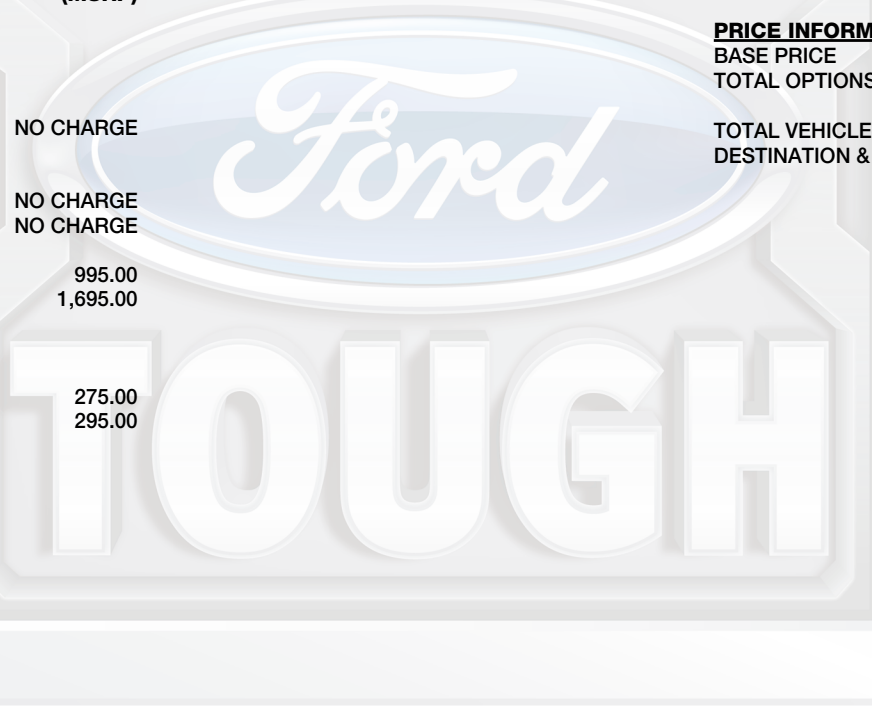 PRICE INFORM
BASE PRICE
TOTAL OPTIONS
NO CHARGE
TOTAL VEHICLE
DESTINATION &
NO CHARGE
NO CHARGE
995.00
1,695.00
275.00
295.00
Ford
TOUGH